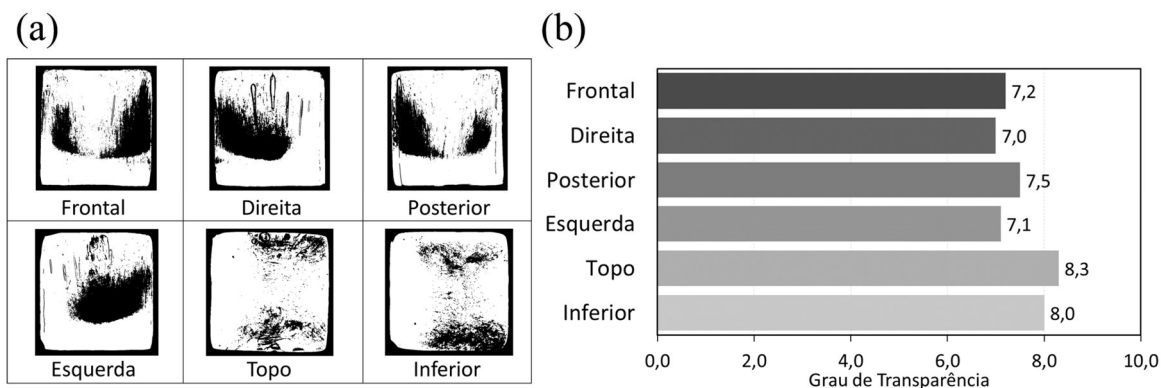 (a)
Frontal
Direita
Posterior
Esquerda
Topo
Inferior
(b)
Frontal
7,2
Direita
7,0
Posterior
7,5
Esquerda
7,1
Topo
8,3
Inferior
8,0
0,0 2,0 4,0 6,0 8,0 10,0
Grau de Transparência